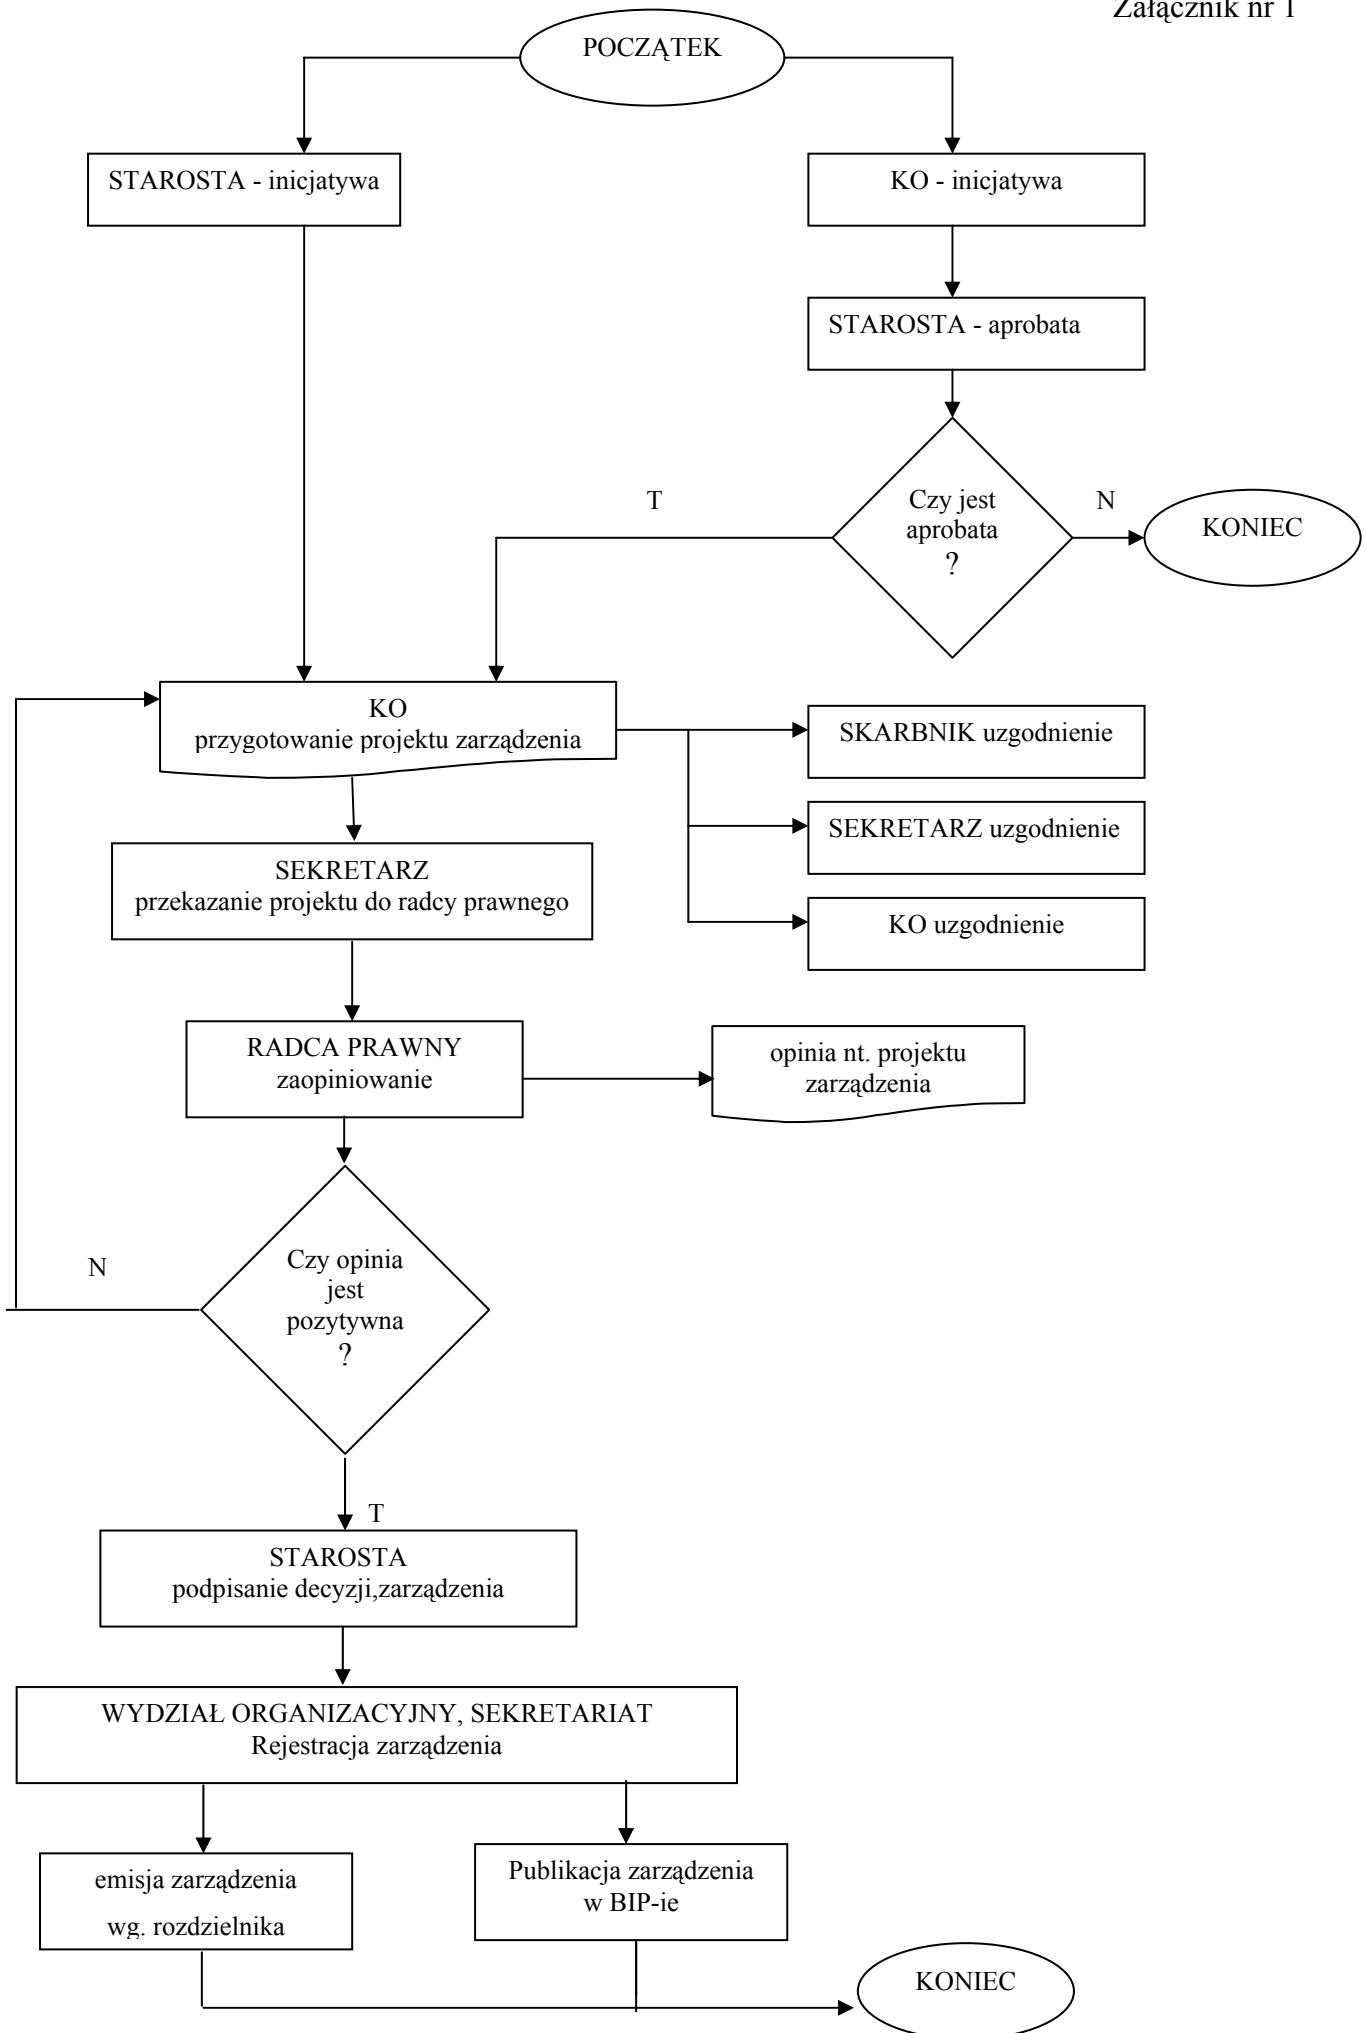 Załącznik nr 1
POCZĄTEK
STAROSTA - inicjatywa
KO - inicjatywa
STAROSTA - aprobata
Czy jest
aprobata
?
T
N
KONIEC
KO
przygotowanie projektu zarządzenia
SKARBNIK uzgodnienie
SEKRETARZ uzgodnienie
KO uzgodnienie
SEKRETARZ
przekazanie projektu do radcy prawnego
RADCA PRAWNY
zaopiniowanie
opinia nt. projektu
zarządzenia
Czy opinia
jest
pozytywna
?
N
T
STAROSTA
podpisanie decyzji,zarządzenia
WYDZIAŁ ORGANIZACYJNY, SEKRETARIAT
Rejestracja zarządzenia
emisja zarządzenia
wg. rozdzielnika
Publikacja zarządzenia
w BIP-ie
KONIEC